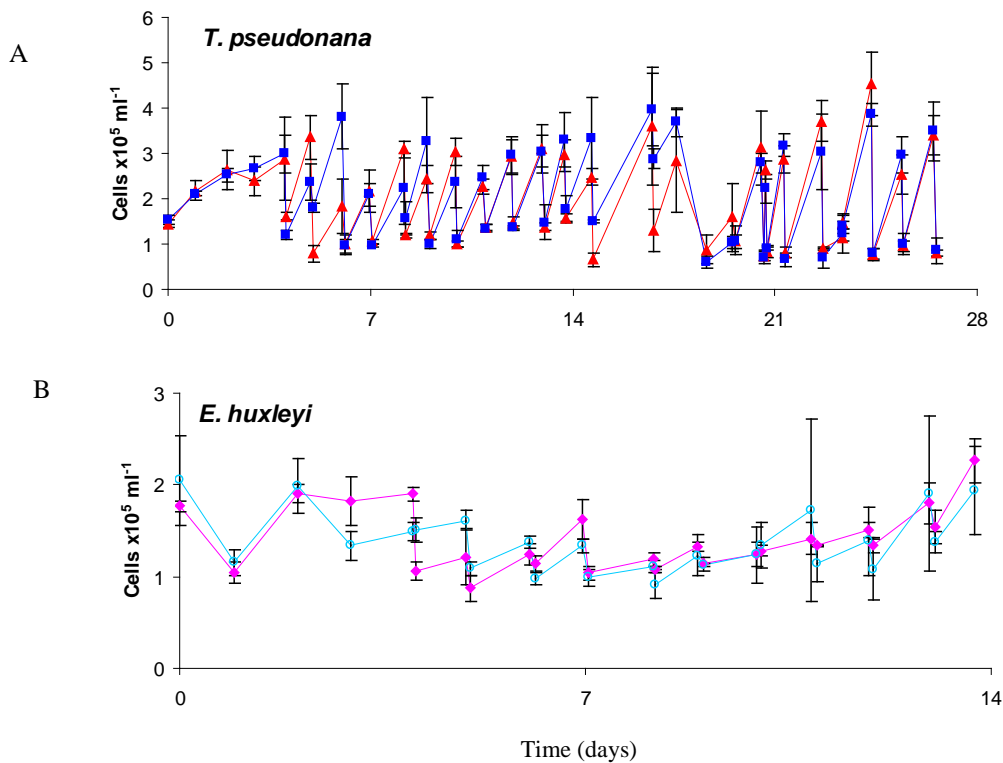 A
T. pseudonana
Cells x10⁵ ml⁻¹
6
5
4
3
2
1
0
0 7 14 21 28
B
E. huxleyi
Cells x10⁵ ml⁻¹
3
2
1
0
0 7 14
Time (days)